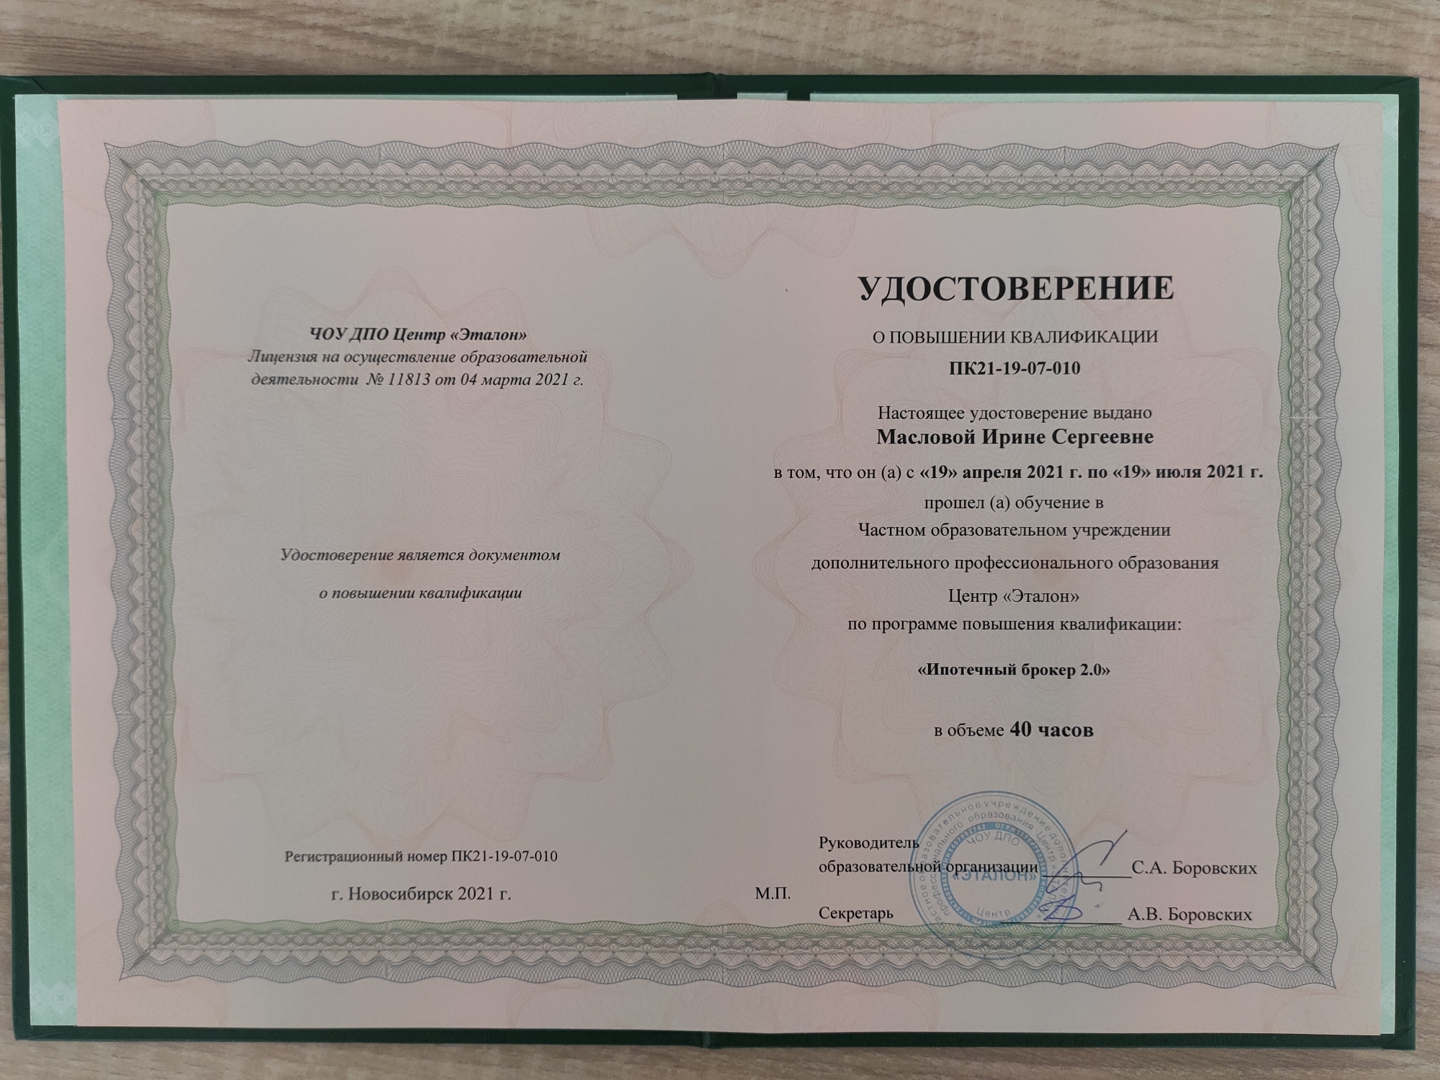 ЧОУ ДПО Центр «Эталон»
Лицензия на осуществление образовательной
деятельности № 11813 от 04 марта 2021 г.
Удостоверение является документом
о повышении квалификации
Регистрационный номер ПК21-19-07-010
г. Новосибирск 2021 г.
УДОСТОВЕРЕНИЕ
О ПОВЫШЕНИИ КВАЛИФИКАЦИИ
ПК21-19-07-010
Настоящее удостоверение выдано
Масловой Ирине Сергеевне
в том, что он (а) с «19» апреля 2021 г. по «19» июля 2021 г.
прошел (а) обучение в
Частном образовательном учреждении
дополнительного профессионального образования
Центр «Эталон»
по программе повышения квалификации:
«Ипотечный брокер 2.0»
в объеме 40 часов
Руководитель
образовательной организации С.А. Боровских
М.П.
Секретарь А.В. Боровских
ЧОУ ДПО
«ЭТАЛОН»
Центр